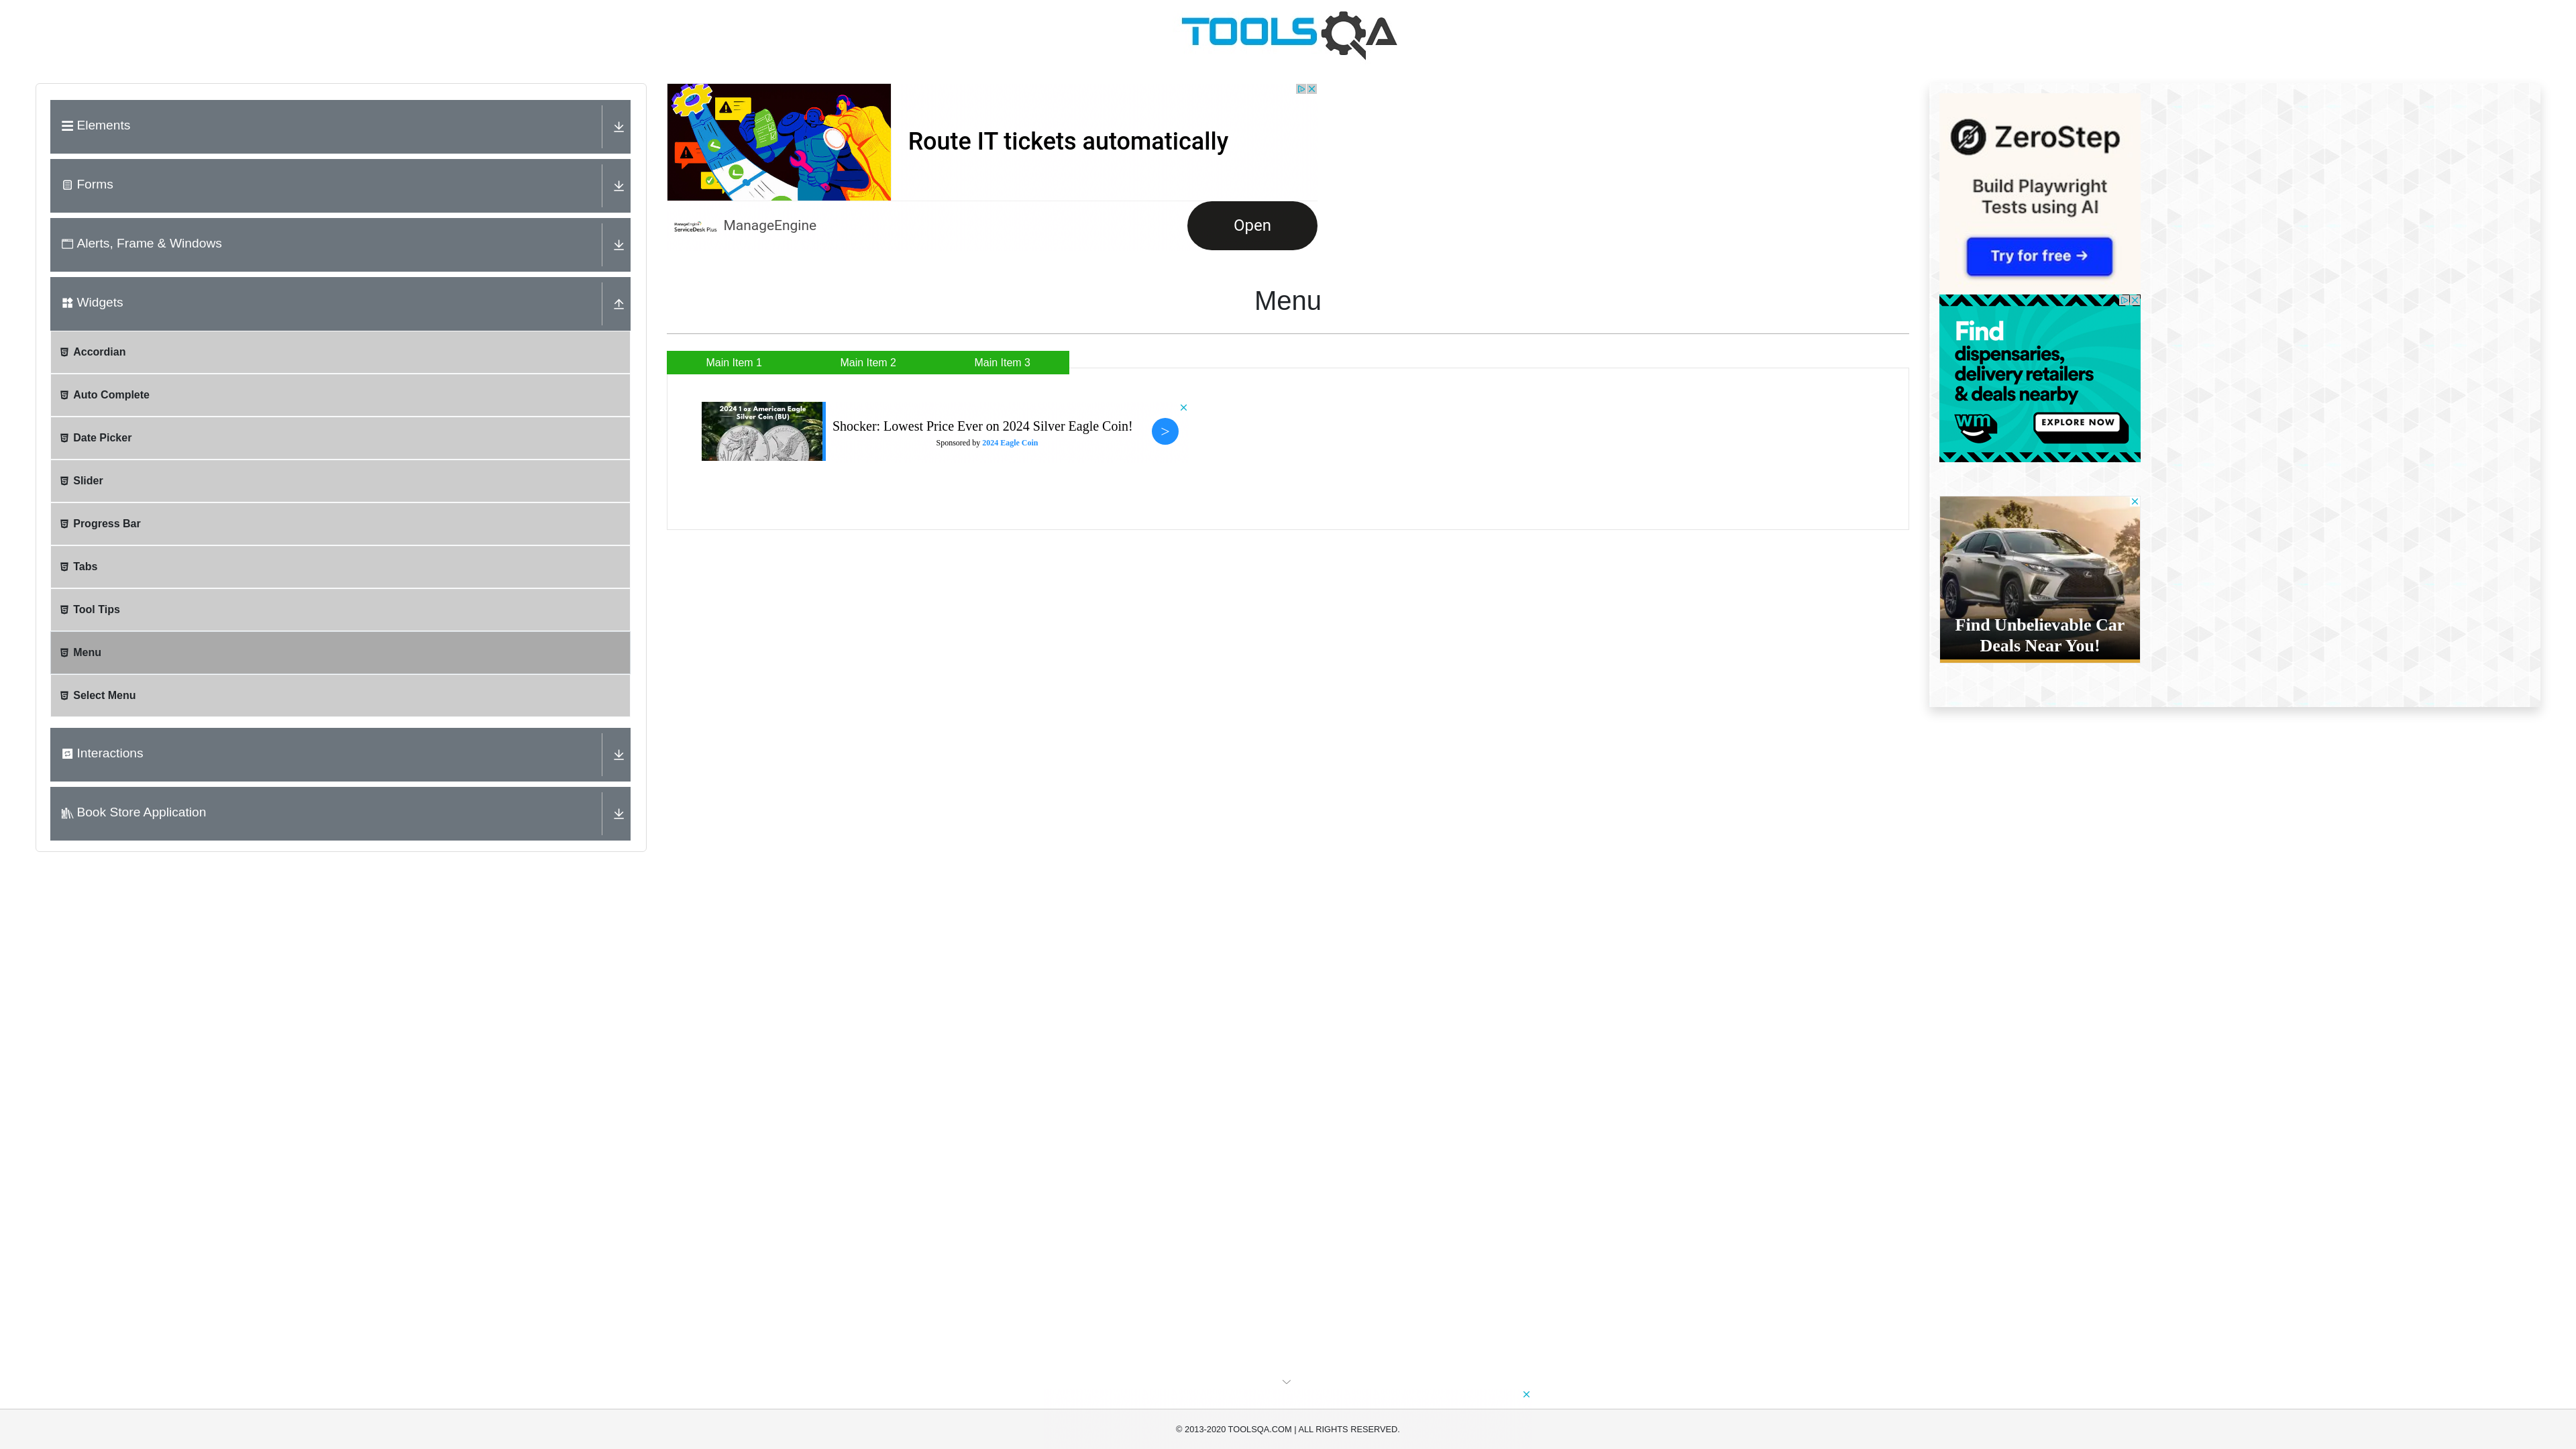 TOOLSQA
Elements
Forms
Alerts, Frame & Windows
Widgets
Accordian
Auto Complete
Date Picker
Slider
Progress Bar
Tabs
Tool Tips
Menu
Select Menu
Interactions
Book Store Application
Route IT tickets automatically
ManageEngine
ServiceDesk Plus
ManageEngine
Open
Menu
Main Item 1
Main Item 2
Main Item 3
2024 1 oz American Eagle
Silver Coin (BU)
Shocker: Lowest Price Ever on 2024 Silver Eagle Coin!
Sponsored by 2024 Eagle Coin
>
ZeroStep
Build Playwright
Tests using AI
Try for free →
Find
dispensaries,
delivery retailers
& deals nearby
wm
EXPLORE NOW
Find Unbelievable Car
Deals Near You!
© 2013-2020 TOOLSQA.COM | ALL RIGHTS RESERVED.